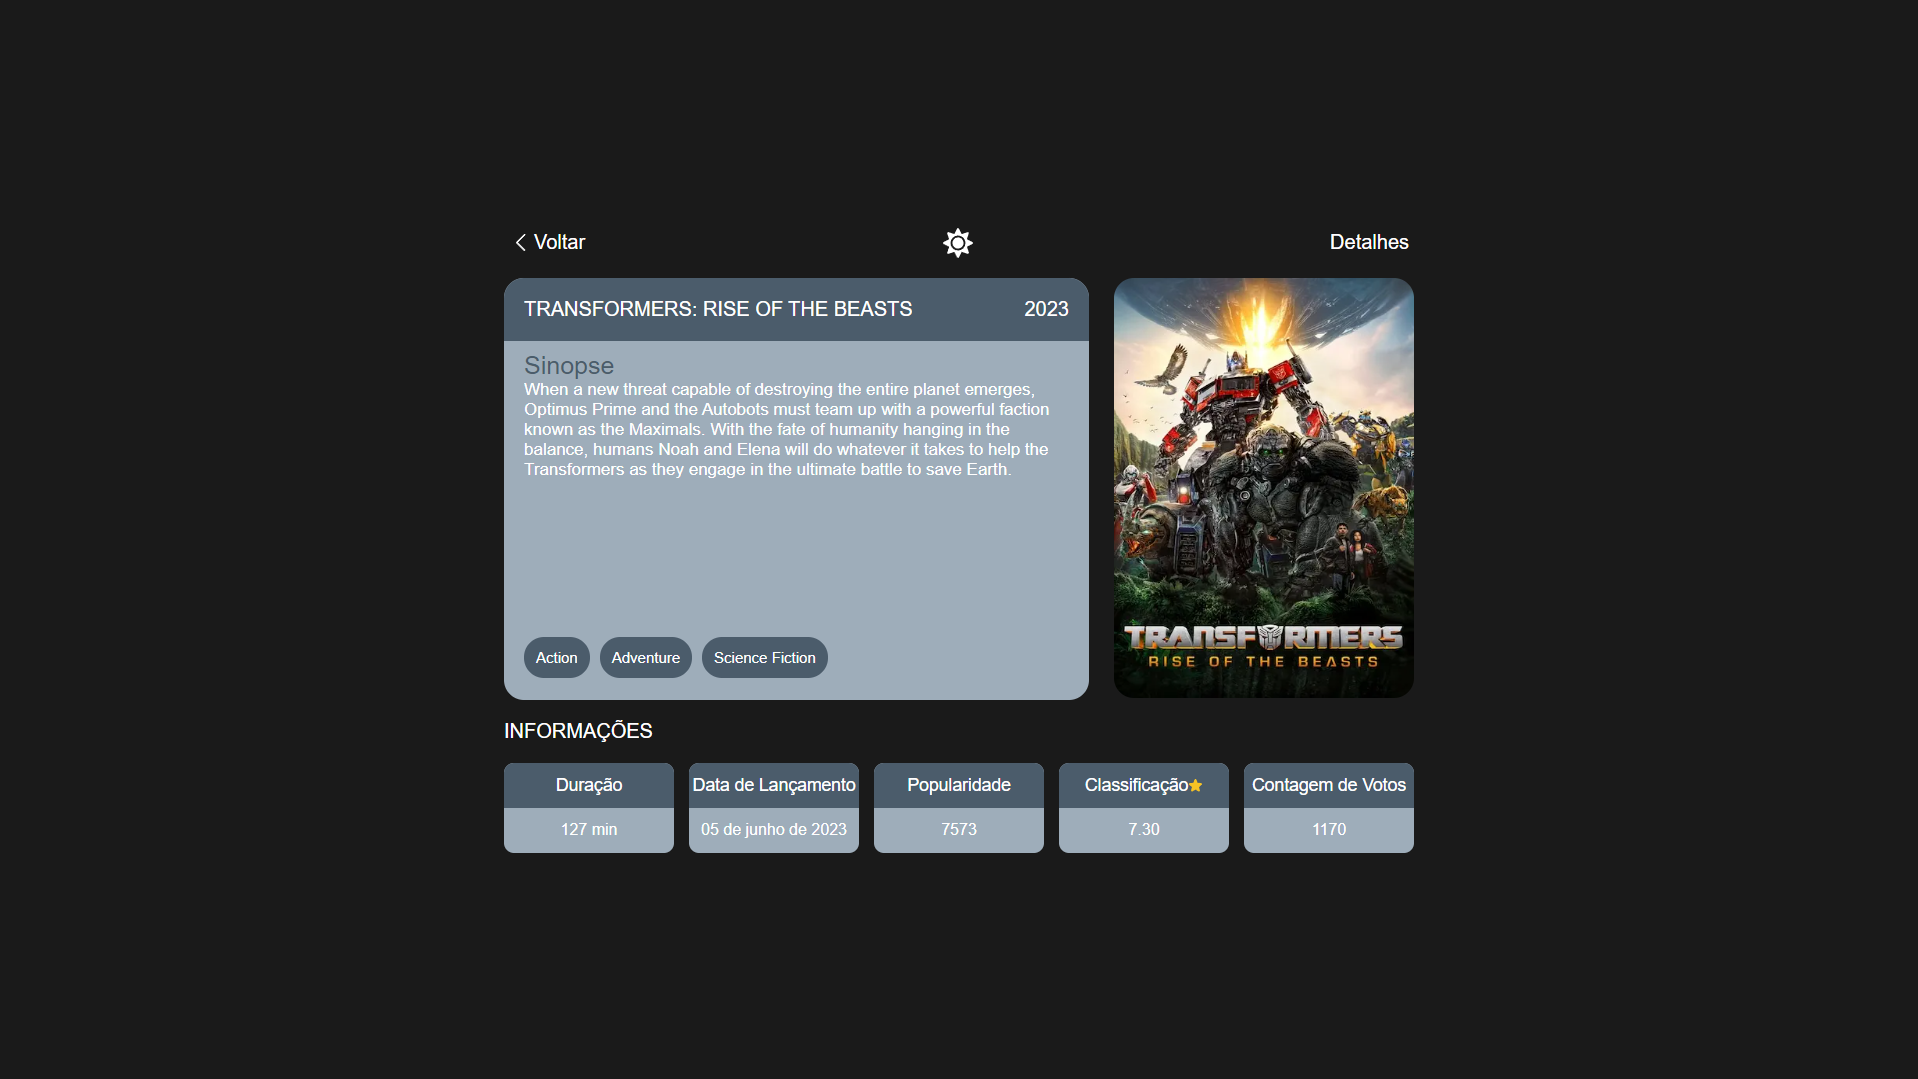 Voltar
Detalhes
TRANSFORMERS: RISE OF THE BEASTS
2023
Sinopse
When a new threat capable of destroying the entire planet emerges,
Optimus Prime and the Autobots must team up with a powerful faction
known as the Maximals. With the fate of humanity hanging in the
balance, humans Noah and Elena will do whatever it takes to help the
Transformers as they engage in the ultimate battle to save Earth.
Action
Adventure
Science Fiction
TRANSFORMERS
RISE OF THE BEASTS
INFORMAÇÕES
Duração
127 min
Data de Lançamento
05 de junho de 2023
Popularidade
7573
Classificação
7.30
Contagem de Votos
1170